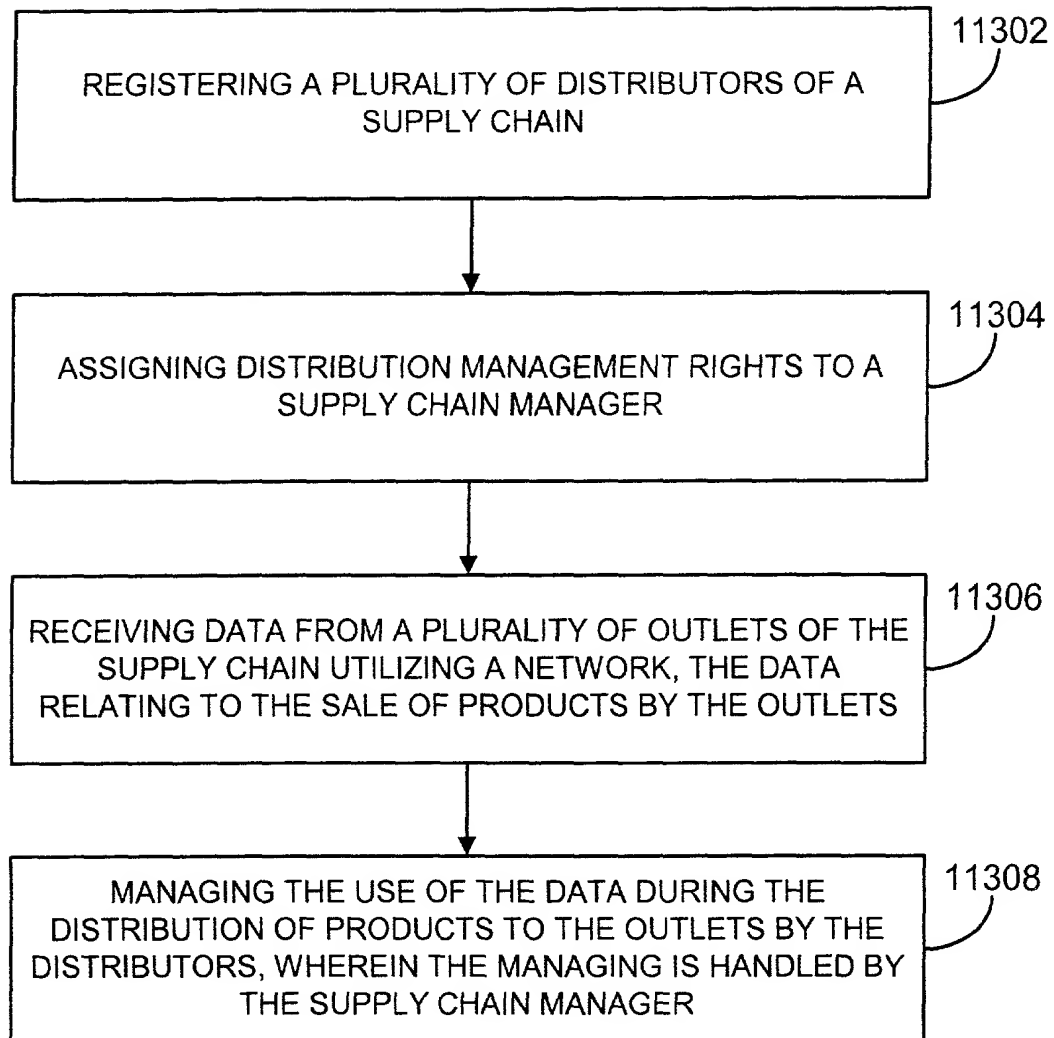 11302
REGISTERING A PLURALITY OF DISTRIBUTORS OF A
SUPPLY CHAIN
11304
ASSIGNING DISTRIBUTION MANAGEMENT RIGHTS TO A
SUPPLY CHAIN MANAGER
11306
RECEIVING DATA FROM A PLURALITY OF OUTLETS OF THE
SUPPLY CHAIN UTILIZING A NETWORK, THE DATA
RELATING TO THE SALE OF PRODUCTS BY THE OUTLETS
11308
MANAGING THE USE OF THE DATA DURING THE
DISTRIBUTION OF PRODUCTS TO THE OUTLETS BY THE
DISTRIBUTORS, WHEREIN THE MANAGING IS HANDLED BY
THE SUPPLY CHAIN MANAGER